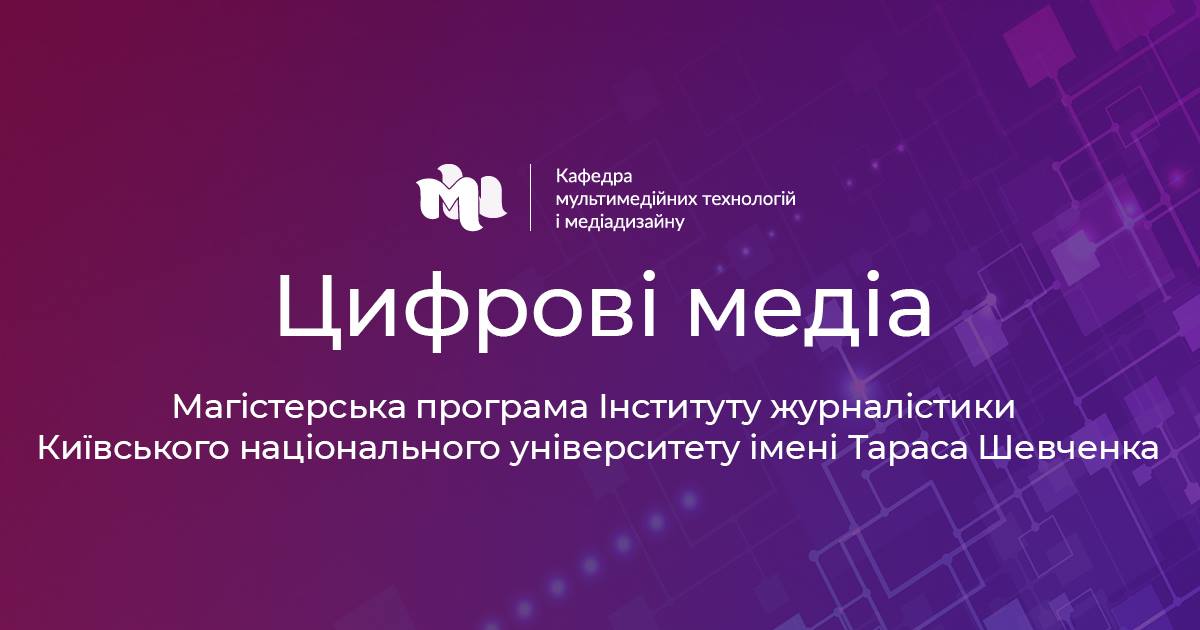 Кафедра
мультимедійних технологій
і медіадизайну
Цифрові медіа
Магістерська програма Інституту журналістики
Київського національного університету імені Тараса Шевченка